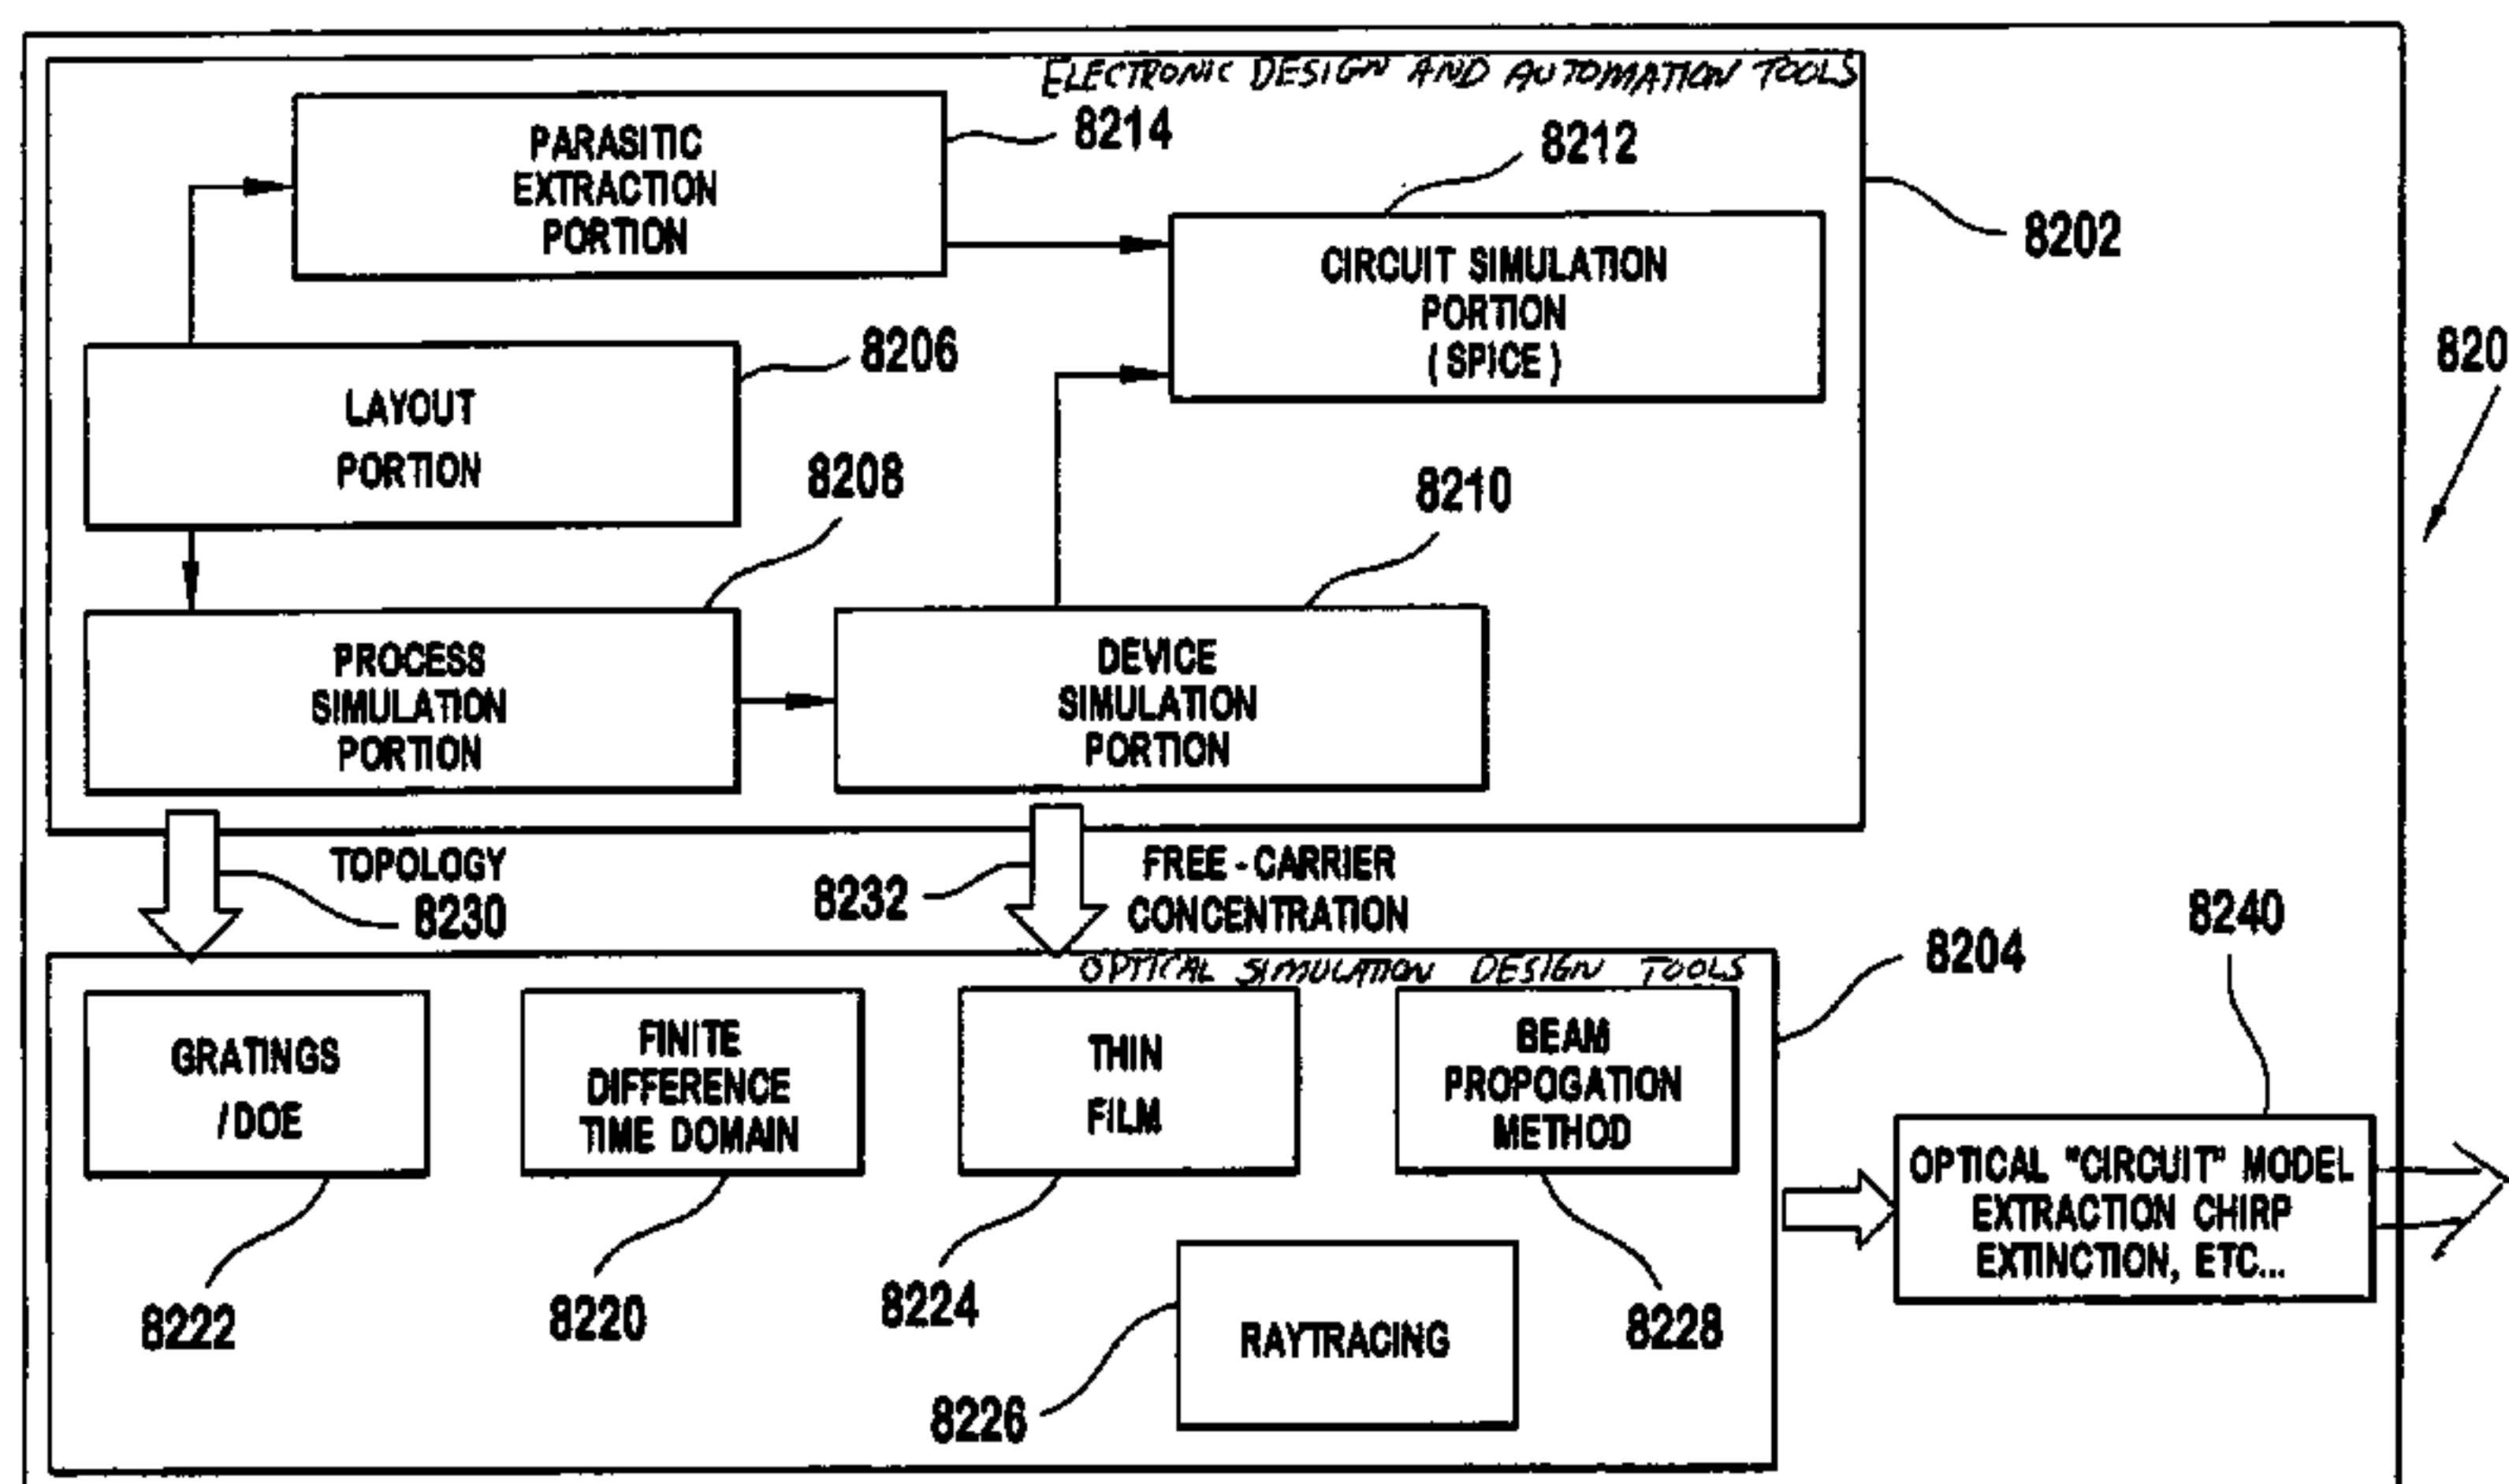 ELECTRONIC DESIGN AND AUTOMATION TOOLS
PARASITIC
EXTRACTION
PORTION
8214
8212
CIRCUIT SIMULATION
PORTION
(SPICE)
8202
LAYOUT
PORTION
8206
820
PROCESS
SIMULATION
PORTION
8208
DEVICE
SIMULATION
PORTION
8210
TOPOLOGY
8230
8232
FREE-CARRIER
CONCENTRATION
OPTICAL SIMULATION DESIGN TOOLS
8204
8240
GRATINGS
/DOE
FINITE
DIFFERENCE
TIME DOMAIN
THIN
FILM
BEAM
PROPOGATION
METHOD
OPTICAL "CIRCUIT" MODEL
EXTRACTION CHIRP
EXTINCTION, ETC...
8222
8220
8224
8228
RAYTRACING
8226